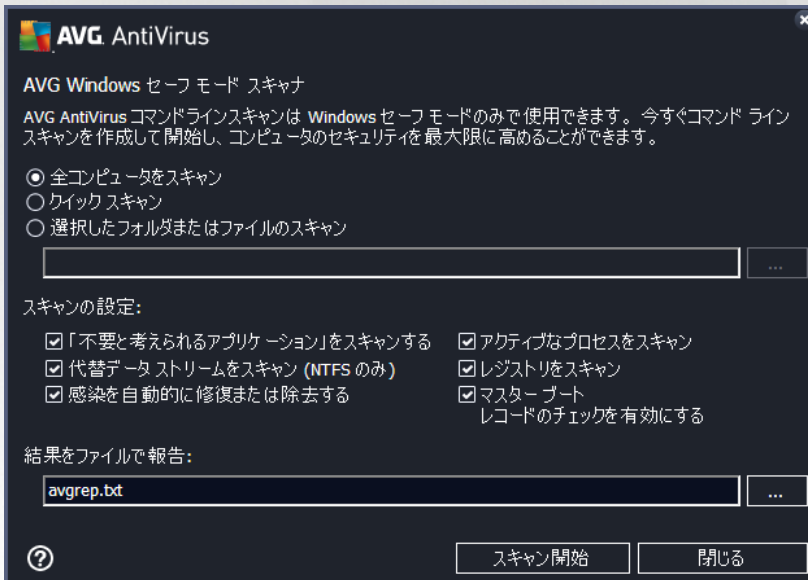 AVG AntiVirus
AVG Windows セーフ モード スキャナ
AVG AntiVirus コマンドラインスキャンは Windows セーフ モードのみで使用できます。今すぐコマンド ライン
スキャンを作成して開始し、コンピュータのセキュリティを最大限に高めることができます。
全コンピュータをスキャン
クイック スキャン
選択したフォルダまたはファイルのスキャン
...
スキャンの設定:
「不要と考えられるアプリケーション」をスキャンする
アクティブなプロセスをスキャン
代替データ ストリームをスキャン (NTFS のみ)
レジストリをスキャン
感染を自動的に修復または除去する
マスター ブート
レコードのチェックを有効にする
結果をファイルで報告:
avgrep.txt
...
スキャン開始
閉じる